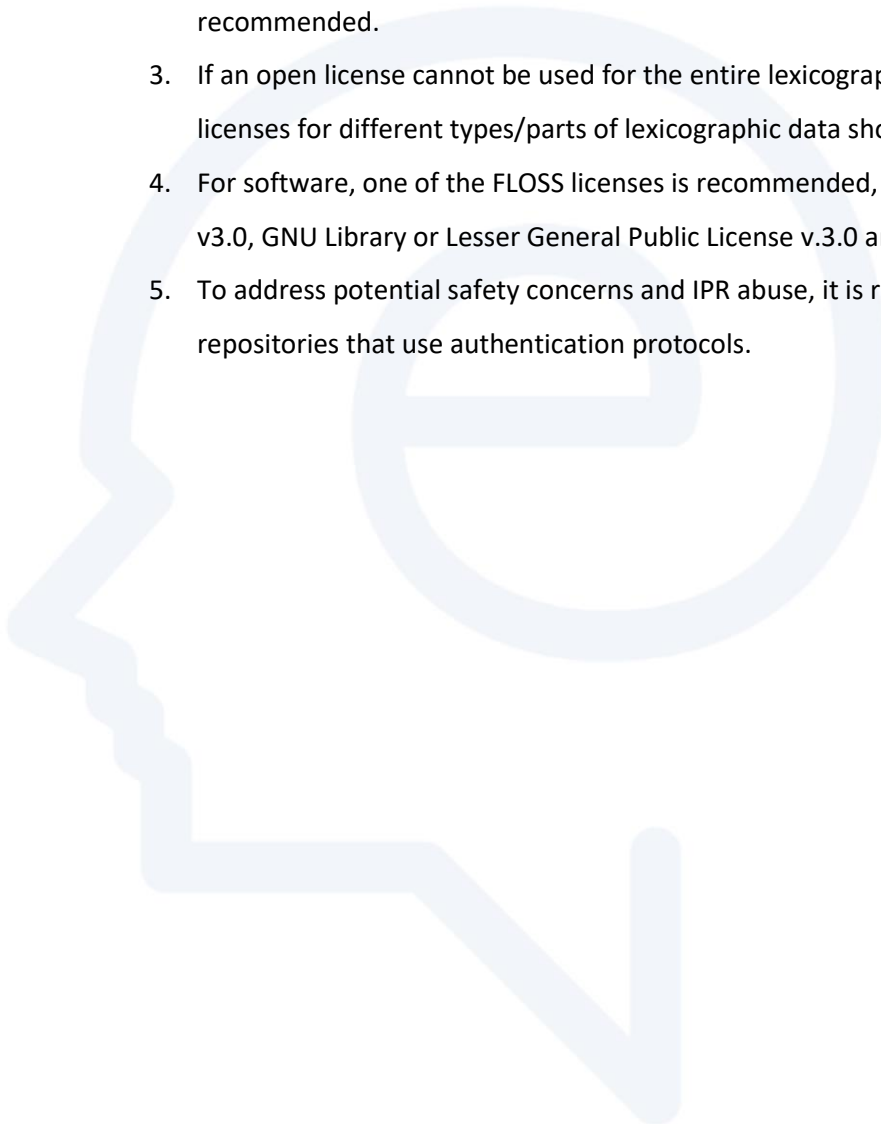 recommended.
3. If an open license cannot be used for the entire lexicograp
licenses for different types/parts of lexicographic data sho
4. For software, one of the FLOSS licenses is recommended,
v3.0, GNU Library or Lesser General Public License v.3.0 a
5. To address potential safety concerns and IPR abuse, it is r
repositories that use authentication protocols.